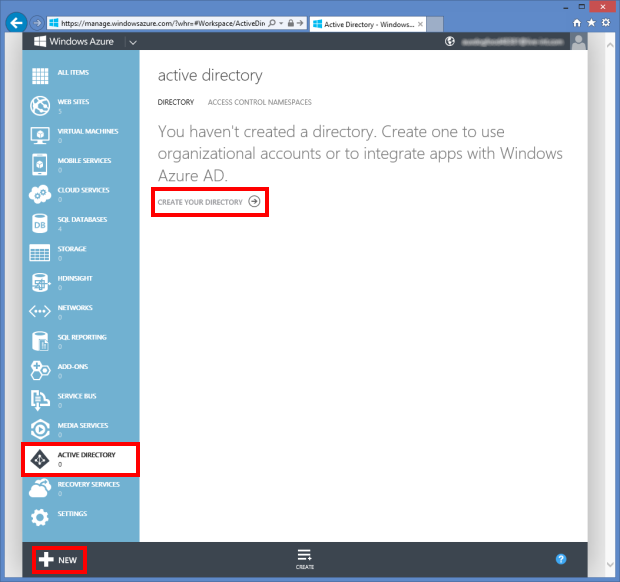 https://manage.windowsazure.com/?whr=#Workspace/ActiveDir
Active Directory - Windows...
Windows Azure
ALL ITEMS
WEB SITES
5
VIRTUAL MACHINES
0
MOBILE SERVICES
0
CLOUD SERVICES
0
SQL DATABASES
4
DB
STORAGE
0
HDINSIGHT
0
NETWORKS
0
SQL REPORTING
0
ADD-ONS
0
SERVICE BUS
0
MEDIA SERVICES
0
ACTIVE DIRECTORY
0
RECOVERY SERVICES
0
SETTINGS
active directory
DIRECTORY ACCESS CONTROL NAMESPACES
You haven't created a directory. Create one to use
organizational accounts or to integrate apps with Windows
Azure AD.
CREATE YOUR DIRECTORY
NEW
CREATE
?